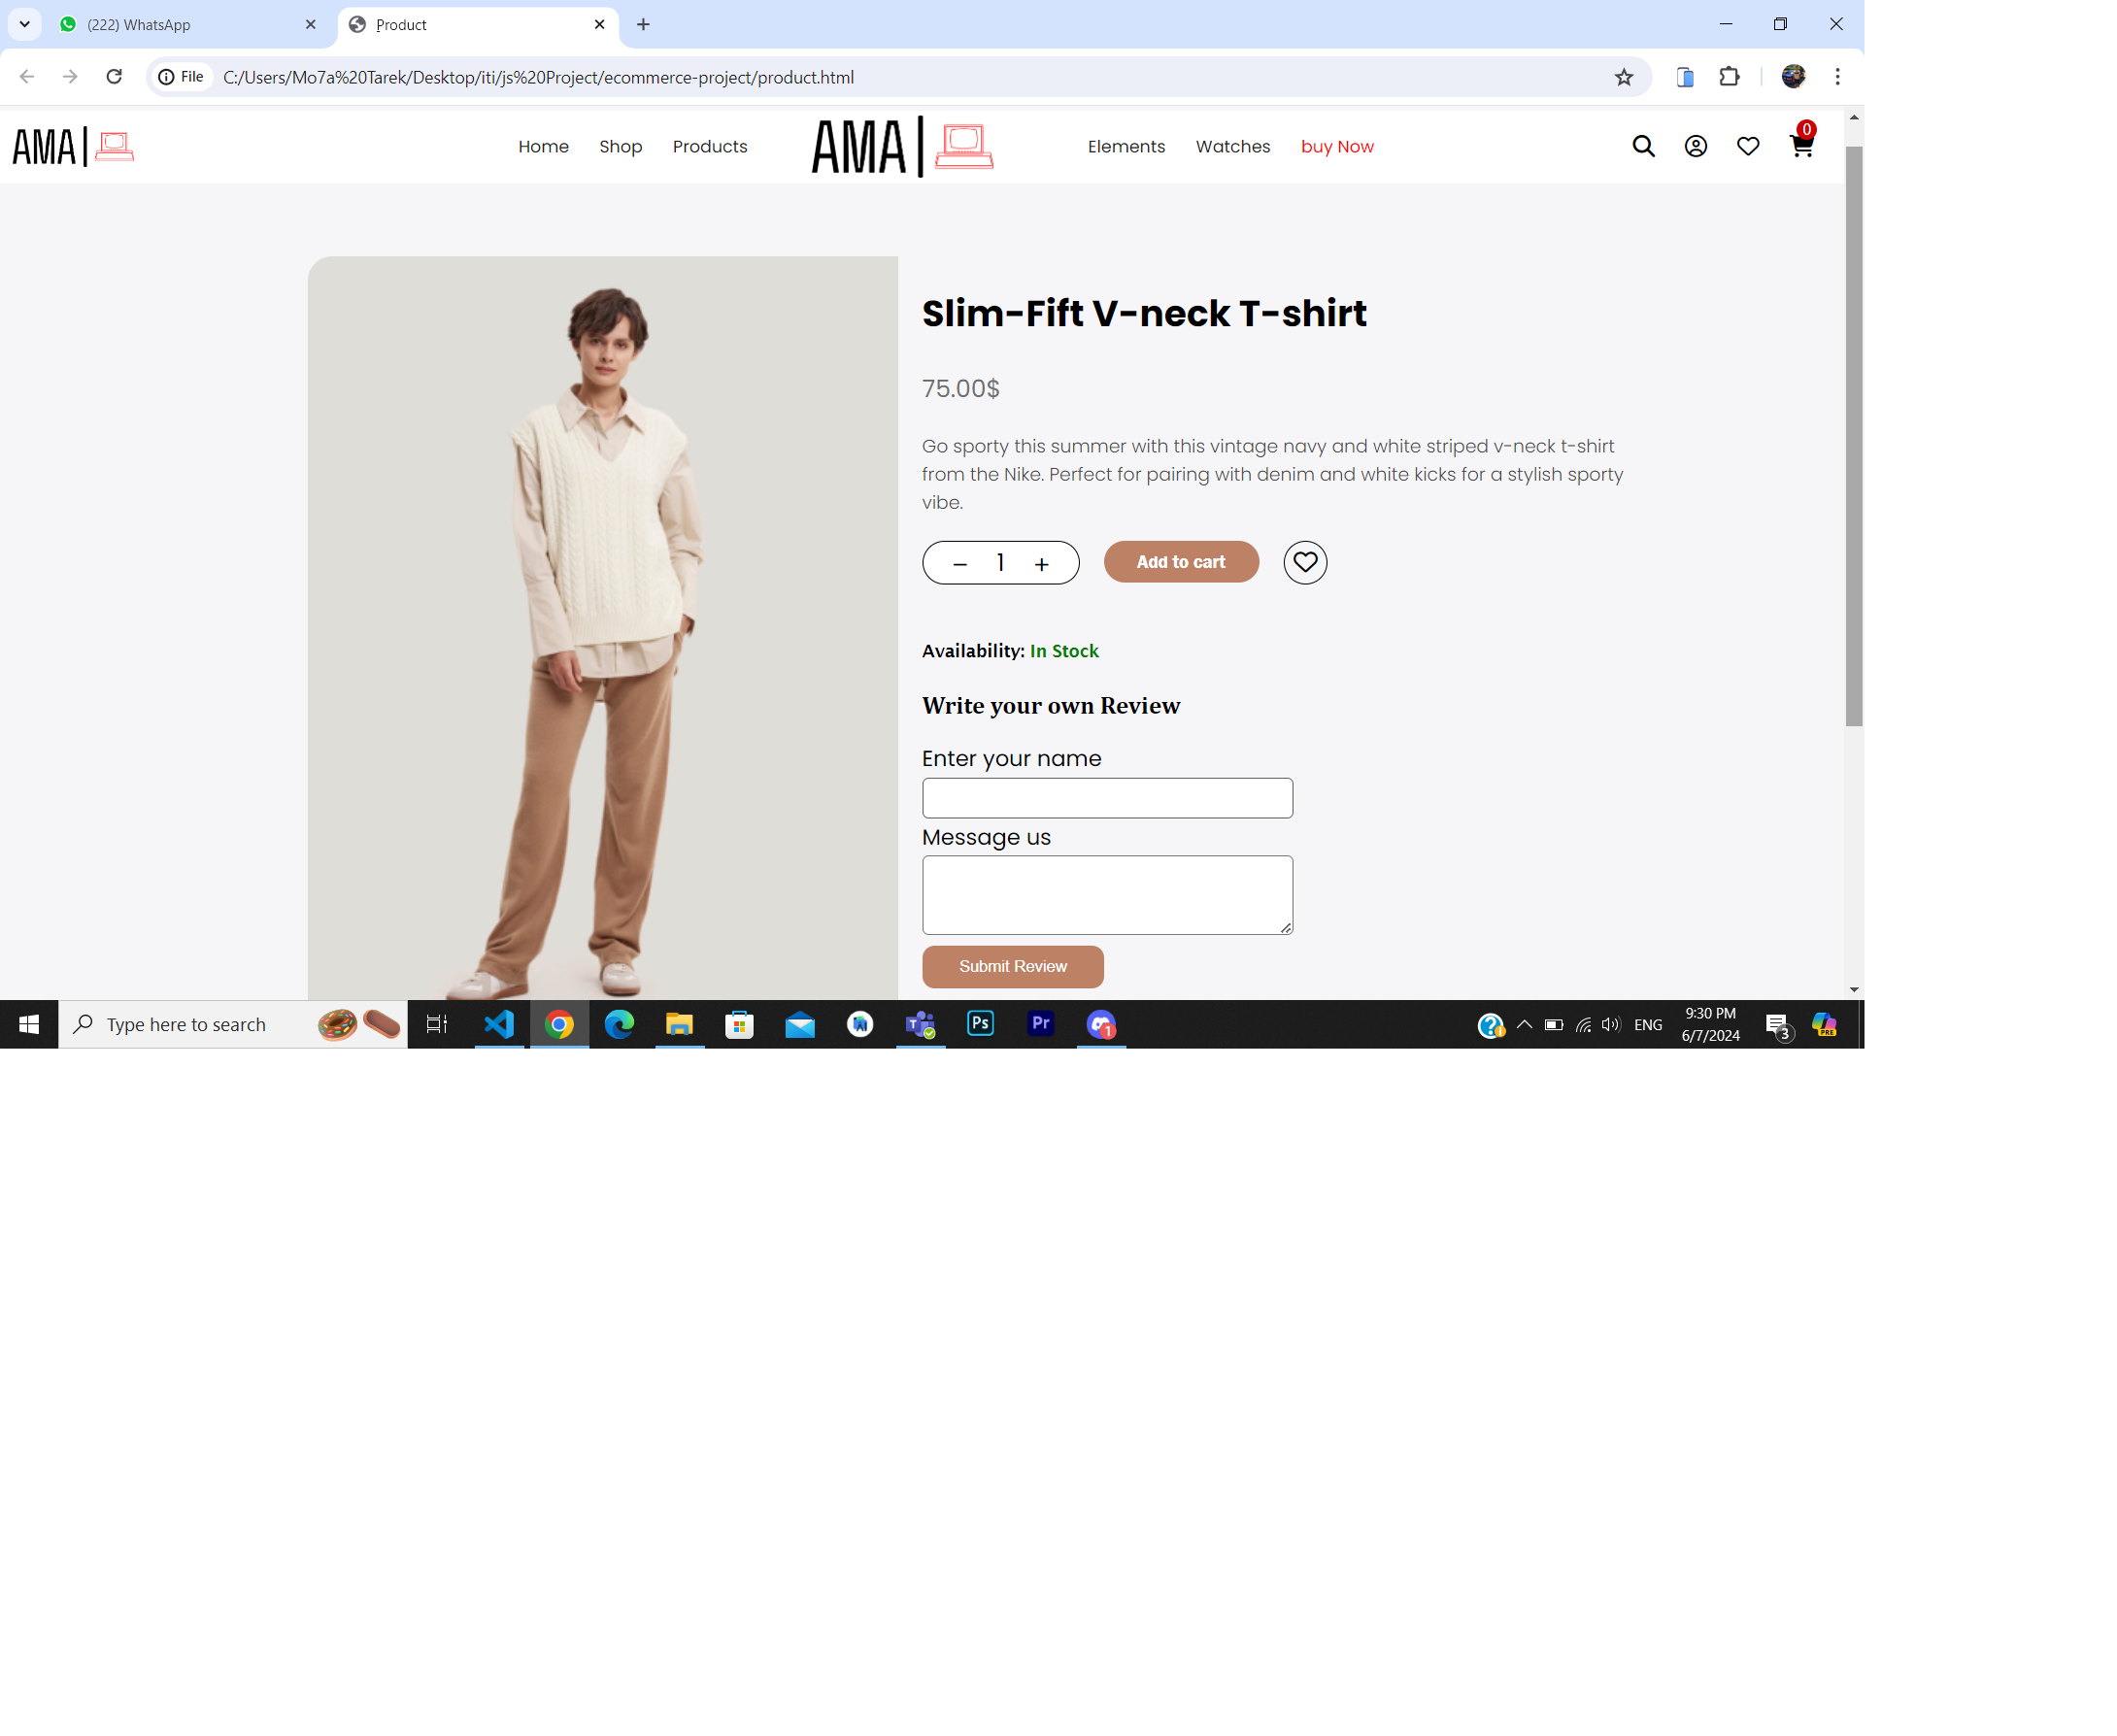 (222) WhatsApp
Product
File
C:/Users/Mo7a%20Tarek/Desktop/iti/js%20Project/ecommerce-project/product.html
AMA|
Home
Shop
Products
AMA|
Elements
Watches
buy Now
0
Slim-Fift V-neck T-shirt
75.00$
Go sporty this summer with this vintage navy and white striped v-neck t-shirt
from the Nike. Perfect for pairing with denim and white kicks for a stylish sporty
vibe.
− 1 +
Add to cart
Availability: In Stock
Write your own Review
Enter your name
Message us
Submit Review
Type here to search
Ps
Pr
1
ENG
9:30 PM
6/7/2024
3
PRE